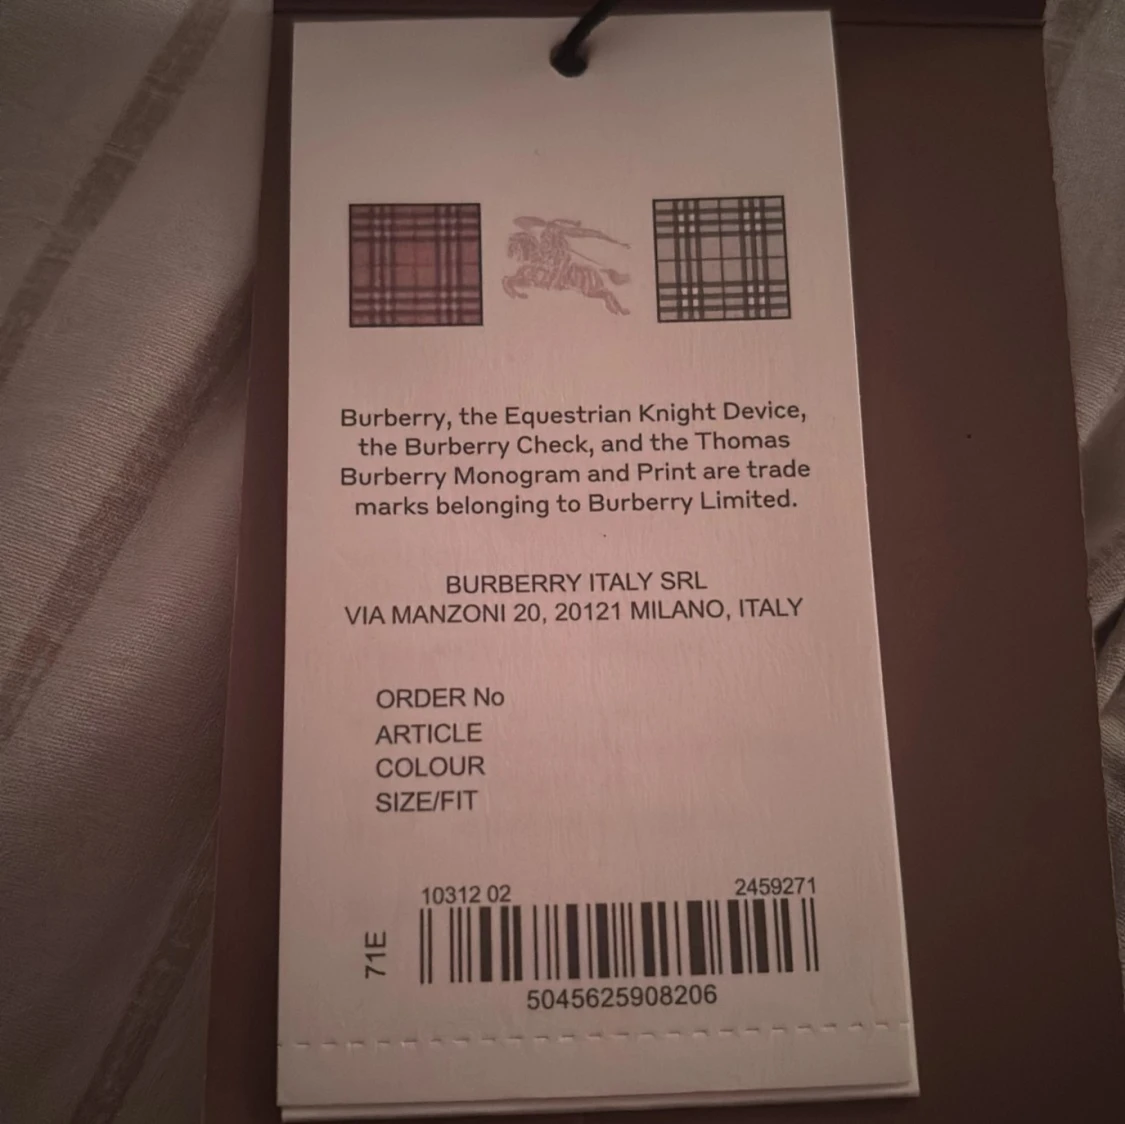 Burberry, the Equestrian Knight Device,
the Burberry Check, and the Thomas
Burberry Monogram and Print are trade
marks belonging to Burberry Limited.
BURBERRY ITALY SRL
VIA MANZONI 20, 20121 MILANO, ITALY
ORDER No
ARTICLE
COLOUR
SIZE/FIT
10312 02 2459271
71E
5045625908206